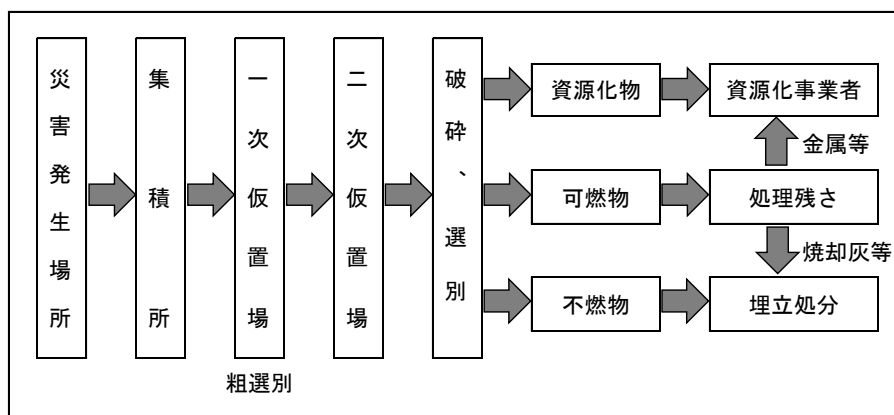 災害発生場所
集積所
一次仮置場
二次仮置場
破砕、選別
資源化物
資源化事業者
金属等
可燃物
処理残さ
焼却灰等
不燃物
埋立処分
粗選別